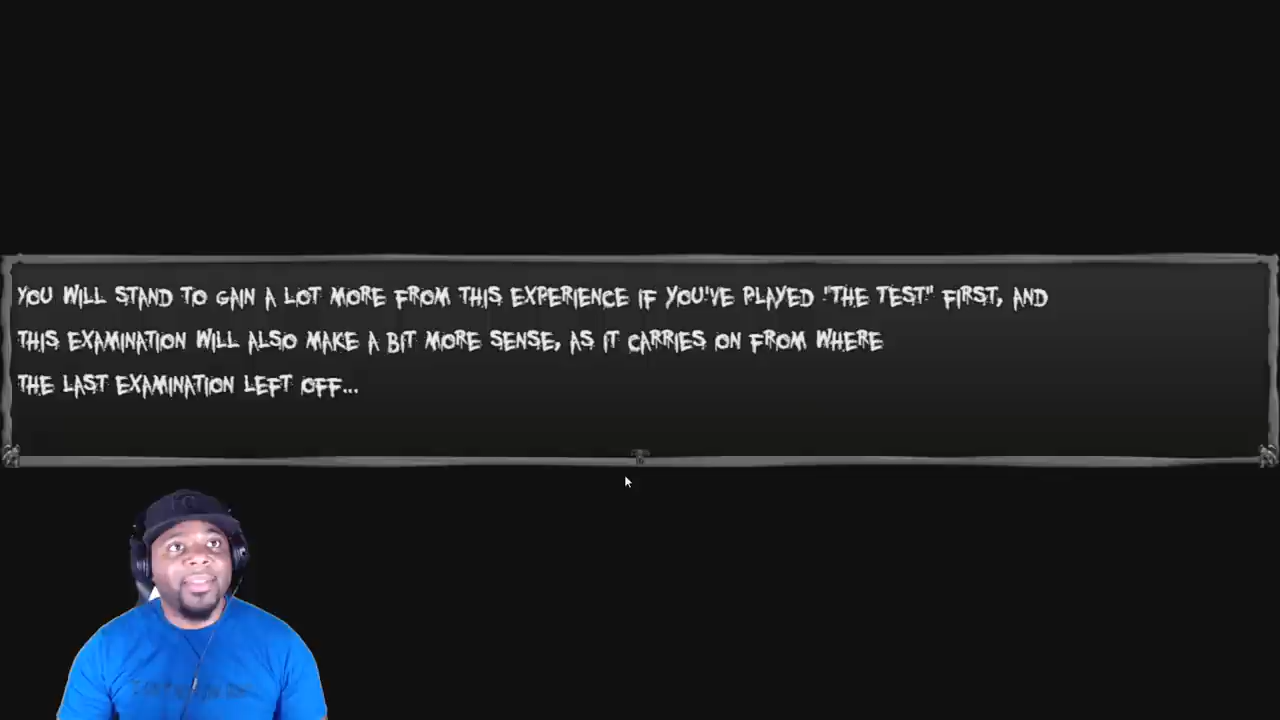 YOU WILL STAND TO GAIN A LOT MORE FROM THIS EXPERIENCE IF YOU'VE PLAYED "THE TEST" FIRST, AND
THIS EXAMINATION WILL ALSO MAKE A BIT MORE SENSE, AS IT CARRIES ON FROM WHERE
THE LAST EXAMINATION LEFT OFF...